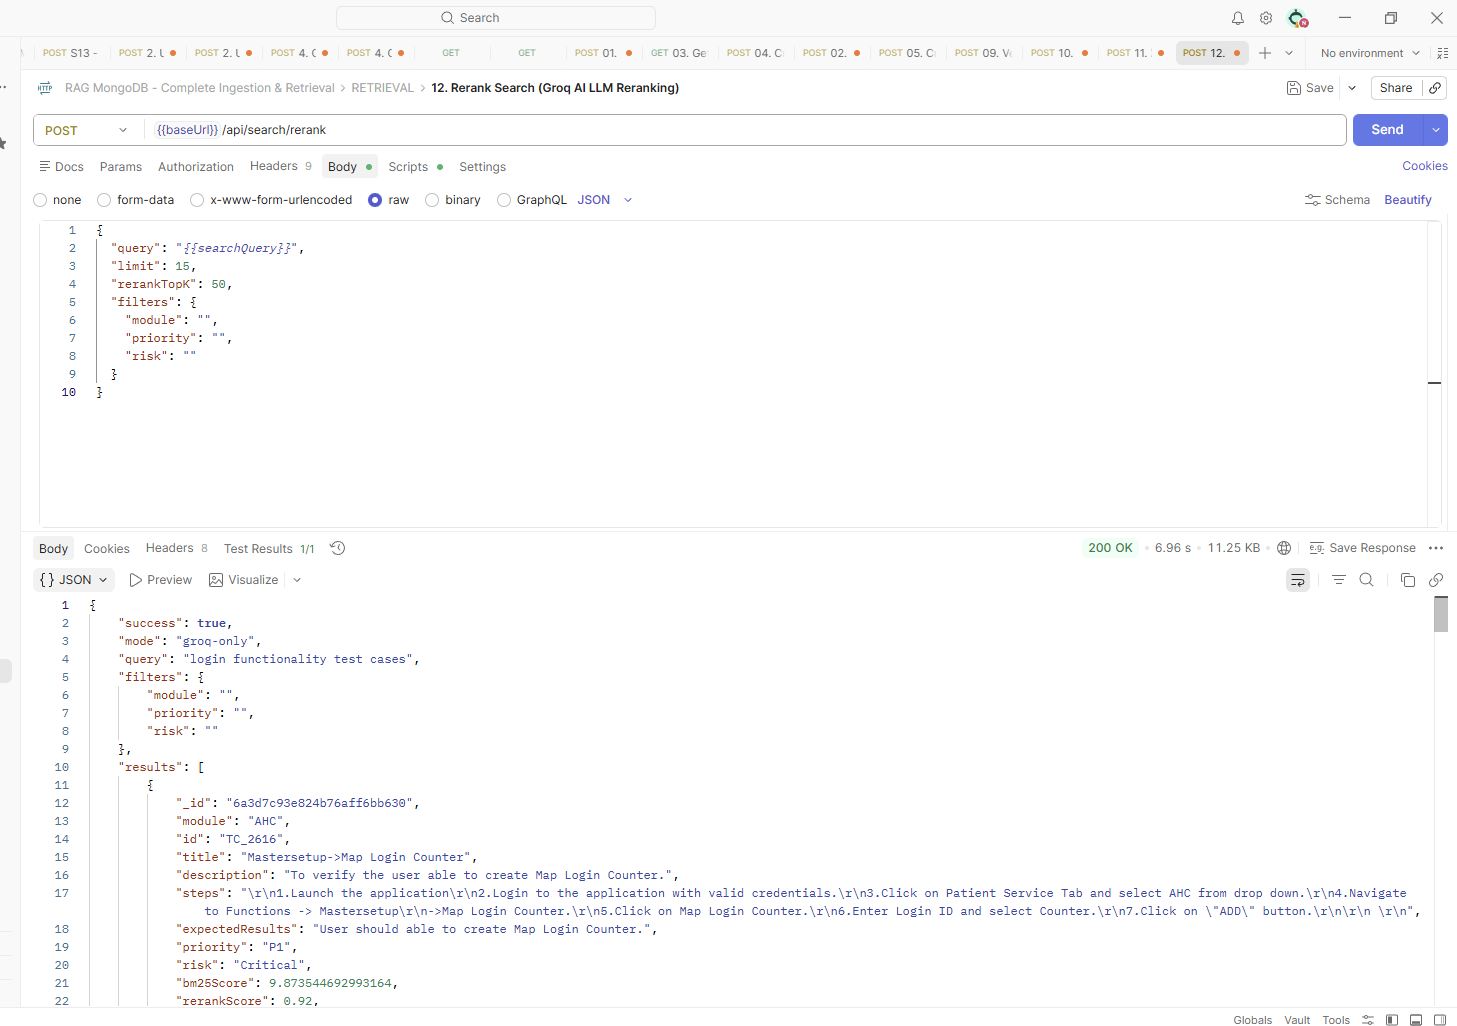 Search
POST S13 -
POST 2. U
POST 2. U
POST 4. C
POST 4. C
GET
GET
POST 01.
GET 03. Ge
POST 04. C
POST 02.
POST 05. C
POST 09. V
POST 10.
POST 11.
POST 12.
No environment
HTTP RAG MongoDB - Complete Ingestion & Retrieval > RETRIEVAL > 12. Rerank Search (Groq AI LLM Reranking)
Save
Share
POST
{{baseUrl}} /api/search/rerank
Send
Docs Params Authorization Headers 9 Body Scripts Settings
Cookies
none form-data x-www-form-urlencoded raw binary GraphQL JSON
Schema Beautify
1 {
2 "query": "{{searchQuery}}",
3 "limit": 15,
4 "rerankTopK": 50,
5 "filters": {
6 "module": "",
7 "priority": "",
8 "risk": ""
9 }
10 }
Body Cookies Headers 8 Test Results 1/1
200 OK • 6.96 s • 11.25 KB •
e.g. Save Response
{} JSON Preview Visualize
1 {
2 "success": true,
3 "mode": "groq-only",
4 "query": "login functionality test cases",
5 "filters": {
6 "module": "",
7 "priority": "",
8 "risk": ""
9 },
10 "results": [
11 {
12 "_id": "6a3d7c93e824b76aff6bb630",
13 "module": "AHC",
14 "id": "TC_2616",
15 "title": "Mastersetup->Map Login Counter",
16 "description": "To verify the user able to create Map Login Counter.",
17 "steps": "\r\n1.Launch the application\r\n2.Login to the application with valid credentials.\r\n3.Click on Patient Service Tab and select AHC from drop down.\r\n4.Navigate
to Functions -> Mastersetup\r\n->Map Login Counter.\r\n5.Click on Map Login Counter.\r\n6.Enter Login ID and select Counter.\r\n7.Click on \"ADD\" button.\r\n\r\n \r\n",
18 "expectedResults": "User should able to create Map Login Counter.",
19 "priority": "P1",
20 "risk": "Critical",
21 "bm25Score": 9.873544692993164,
22 "rerankScore": 0.92,
Globals Vault Tools